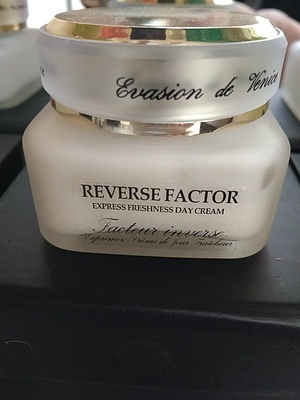 Evasion de Venise
REVERSE FACTOR
EXPRESS FRESHNESS DAY CREAM
Facteur inverse
Exprimer Crème de jour Fraîcheur